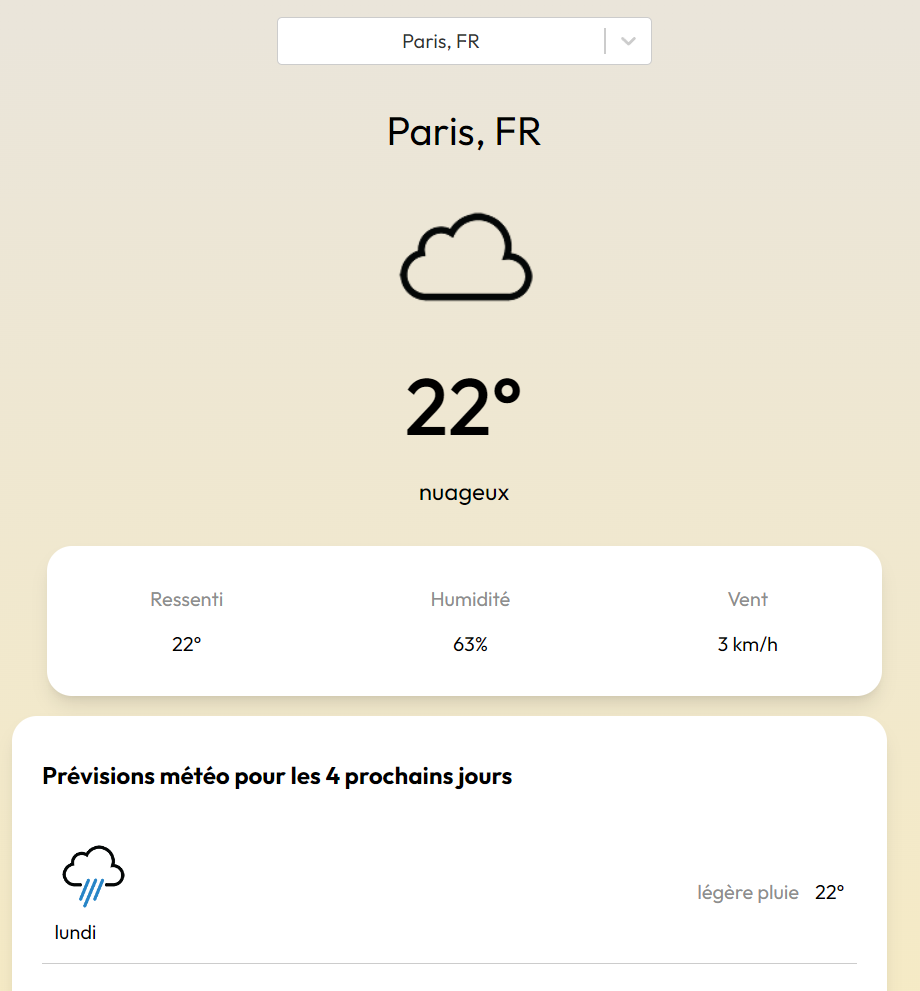 Paris, FR
Paris, FR
22°
nuageux
Ressenti Humidité Vent
22° 63% 3 km/h
Prévisions météo pour les 4 prochains jours
légère pluie 22°
lundi